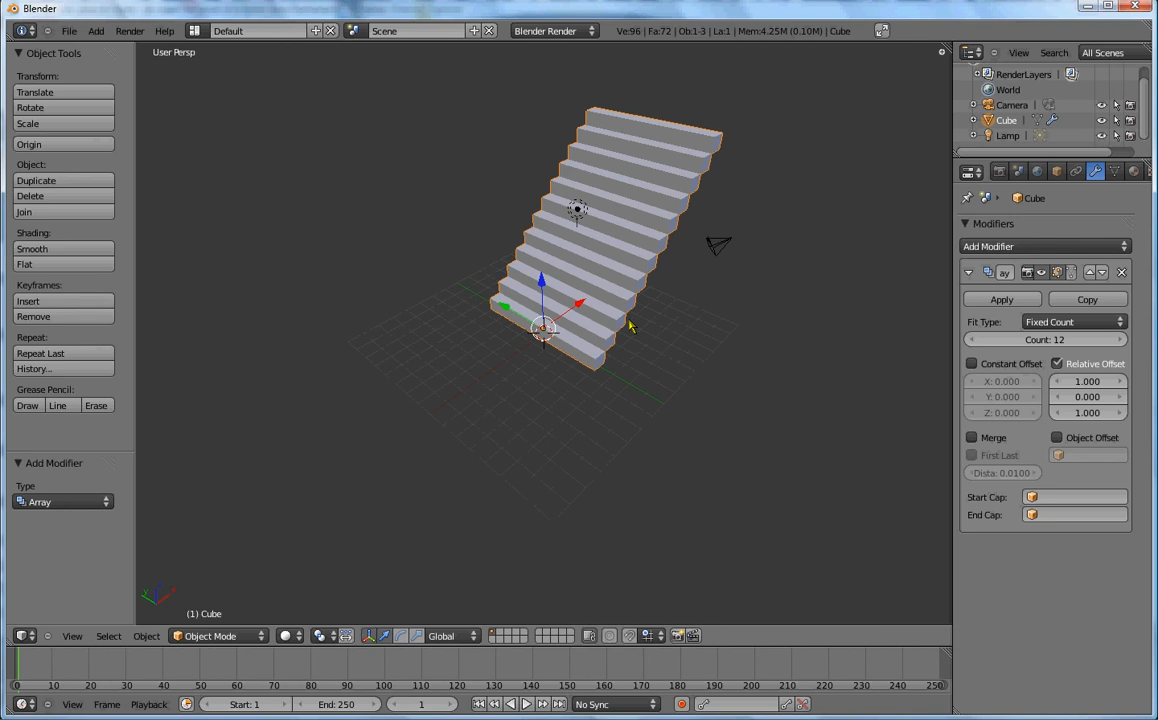 Blender
File Add Render Help Default Scene Blender Render Ve:96 | Fa:72 | Ob:1-3 | La:1 | Mem:4.25M (0.10M) | Cube
Object Tools
Transform:
Translate
Rotate
Scale
Origin
Object:
Duplicate
Delete
Join
Shading:
Smooth
Flat
Keyframes:
Insert
Remove
Repeat:
Repeat Last
History...
Grease Pencil:
Draw Line Erase
Add Modifier
Type
Array
User Persp
(1) Cube
View Search All Scenes
RenderLayers
World
Camera
Cube
Lamp
Cube
Modifiers
Add Modifier
ay
Apply Copy
Fit Type: Fixed Count
Count: 12
Constant Offset Relative Offset
X: 0.000 1.000
Y: 0.000 0.000
Z: 0.000 1.000
Merge Object Offset
First Last
Dista: 0.0100
Start Cap:
End Cap:
View Select Object Object Mode Global
0 10 20 30 40 50 60 70 80 90 100 110 120 130 140 150 160 170 180 190 200 210 220 230 240 250
View Frame Playback Start: 1 End: 250 1 No Sync